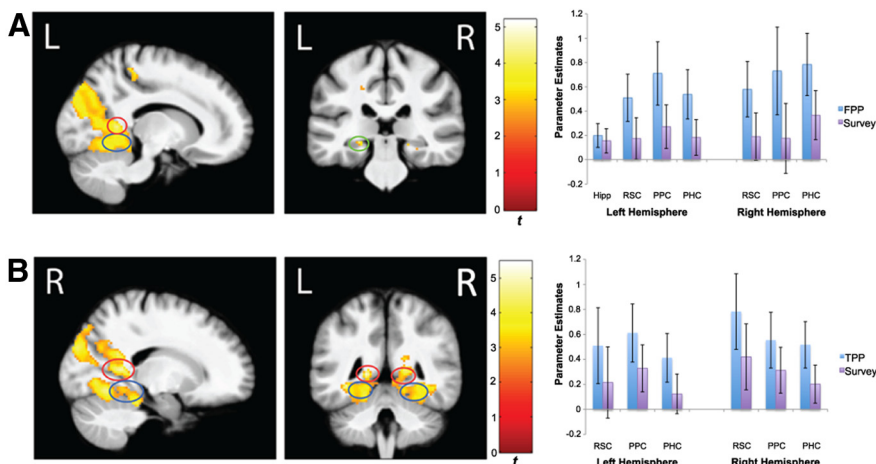 A
L
L
R
5
4
3
2
1
0
t
Parameter Estimates
1.2
1
0.8
0.6
0.4
0.2
0
0.2
FPP
Survey
Hipp RSC PPC PHC RSC PPC PHC
Left Hemisphere Right Hemisphere
B
R
L
R
5
4
3
2
1
0
t
Parameter Estimates
1.2
1
0.8
0.6
0.4
0.2
0
0.2
TPP
Survey
RSC PPC PHC RSC PPC PHC
Left Hemisphere Right Hemisphere